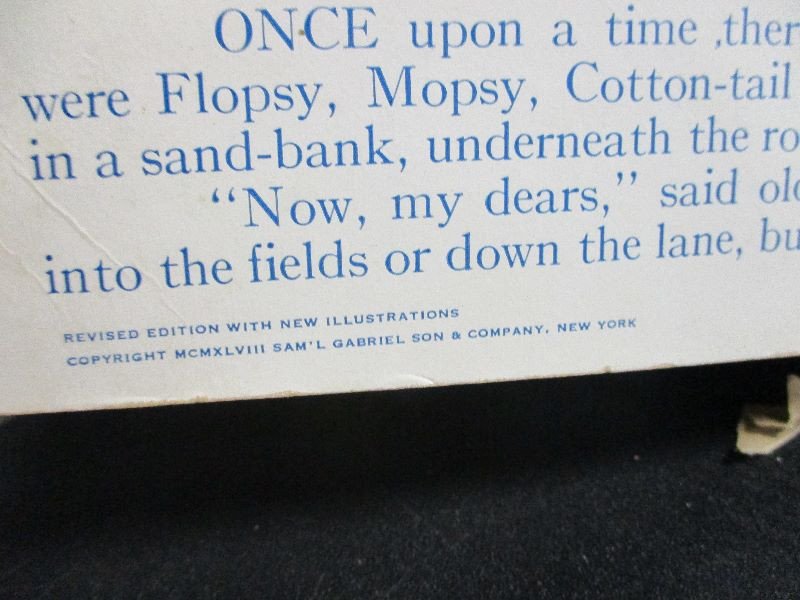 ONCE upon a time ,ther
were Flopsy, Mopsy, Cotton-tail
in a sand-bank, underneath the ro
"Now, my dears," said old
into the fields or down the lane, bu
REVISED EDITION WITH NEW ILLUSTRATIONS
COPYRIGHT MCMXLVIII SAM'L GABRIEL SON & COMPANY, NEW YORK